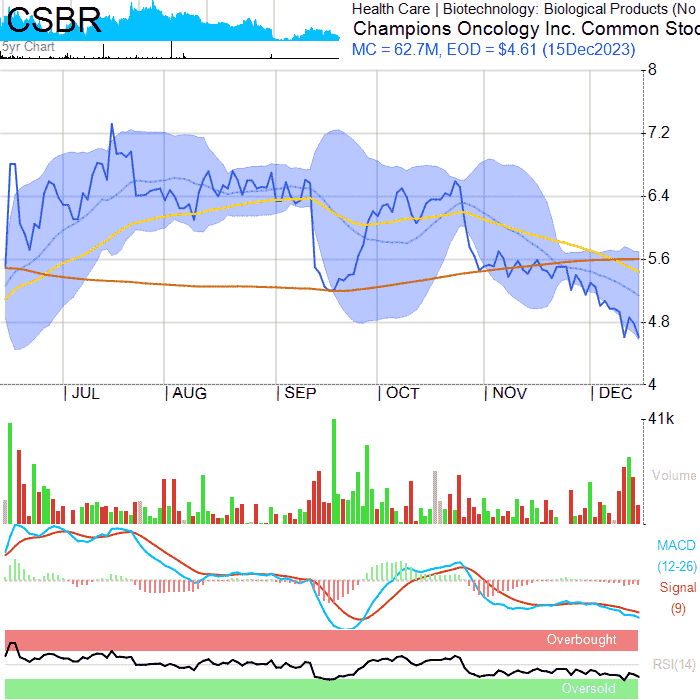 CSBR
5yr Chart
Health Care | Biotechnology: Biological Products (No
Champions Oncology Inc. Common Stoc
MC = 62.7M, EOD = $4.61 (15Dec2023)
8
7.2
6.4
5.6
4.8
4
JUL AUG SEP OCT NOV DEC
41k
Volume
MACD
(12-26)
Signal
(9)
Overbought
RSI(14)
Oversold